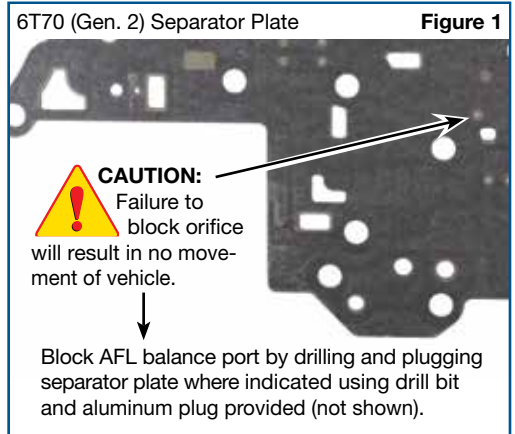 6T70 (Gen. 2) Separator Plate Figure 1
CAUTION:
Failure to
block orifice
will result in no move-
ment of vehicle.
Block AFL balance port by drilling and plugging
separator plate where indicated using drill bit
and aluminum plug provided (not shown).